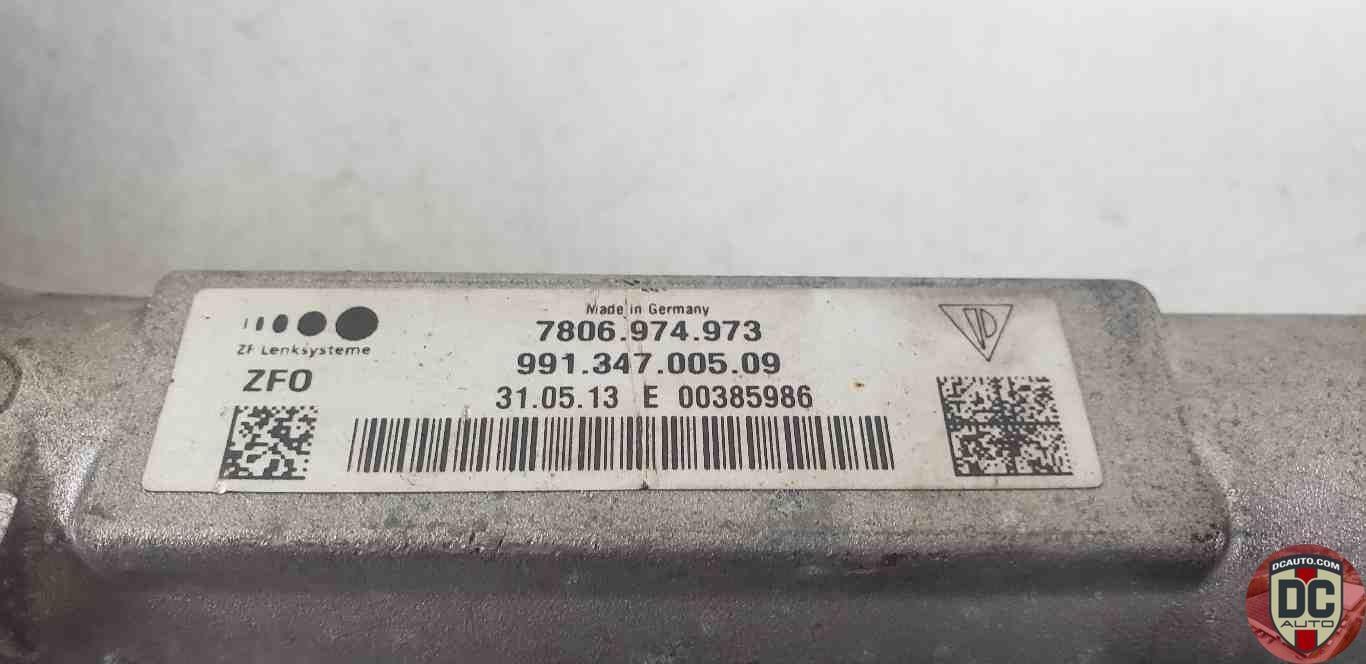 Made in Germany
7806.974.973
991.347.005.09
31.05.13 E 00385986
ZF Lenksysteme
ZFO
DCAUTO.COM
DC
AUTO